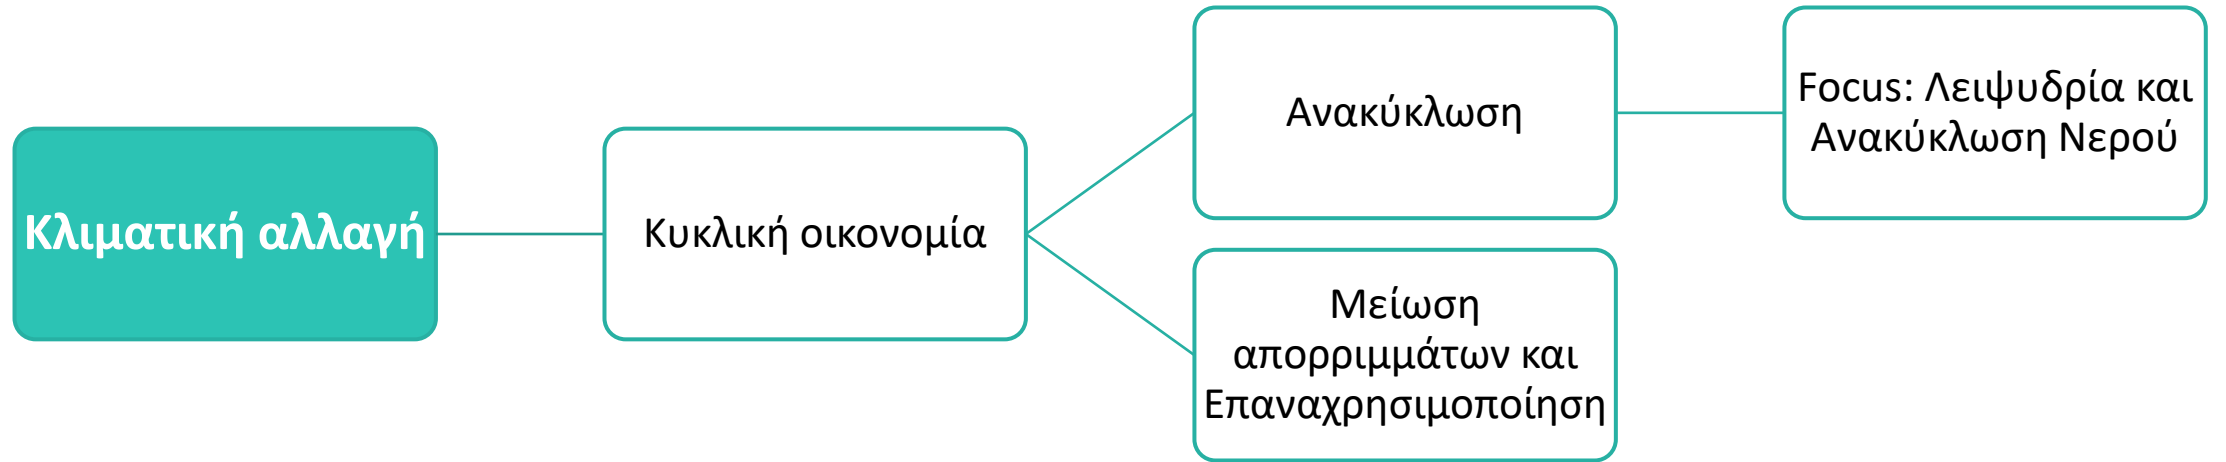 Κλιματική αλλαγή
Κυκλική οικονομία
Ανακύκλωση
Focus: Λειψυδρία και
Ανακύκλωση Νερού
Μείωση
απορριμμάτων και
Επαναχρησιμοποίηση